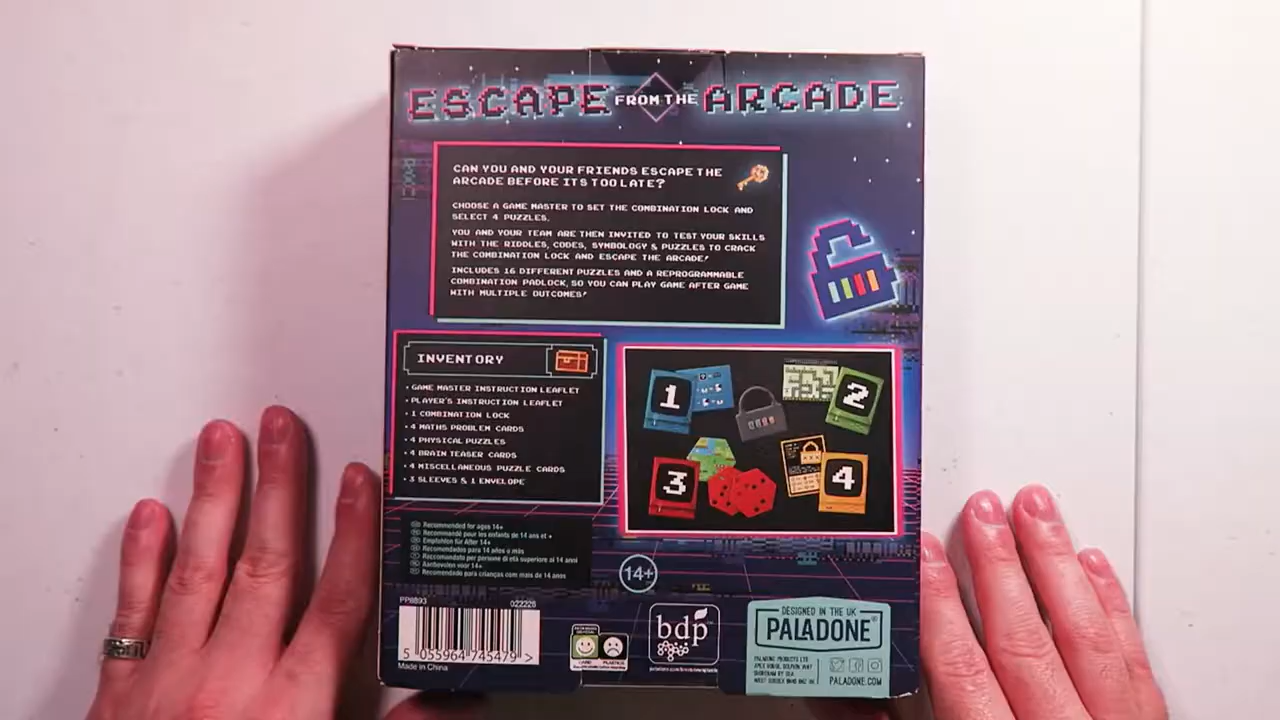 ESCAPE FROM THE ARCADE
CAN YOU AND YOUR FRIENDS ESCAPE THE
ARCADE BEFORE ITS TOO LATE?
CHOOSE A GAME MASTER TO SET THE COMBINATION LOCK AND
SELECT 4 PUZZLES.
YOU AND YOUR TEAM ARE THEN INVITED TO TEST YOUR SKILLS
WITH THE RIDDLES, CODES, SYMBOLOGY & PUZZLES TO CRACK
THE COMBINATION LOCK AND ESCAPE THE ARCADE!
INCLUDES 16 DIFFERENT PUZZLES AND A REPROGRAMMABLE
COMBINATION PADLOCK, SO YOU CAN PLAY GAME AFTER GAME
WITH MULTIPLE OUTCOMES!
INVENTORY
• GAME MASTER INSTRUCTION LEAFLET
• PLAYER'S INSTRUCTION LEAFLET
• 1 COMBINATION LOCK
• 4 MATHS PROBLEM CARDS
• 4 PHYSICAL PUZZLES
• 4 BRAIN TEASER CARDS
• 4 MISCELLANEOUS PUZZLE CARDS
• 3 SLEEVES & 1 ENVELOPE
1
2
3
4
Recommended for ages 14+
Recommandé pour les enfants de 14 ans et +
Empfohlen für Alter 14+
Recomendados para 14 años o más
Raccomandato per persone di età superiore ai 14 anni
Aanbevolen voor 14+
Recomendado para crianças com mais de 14 anos
14+
PP8893
022228
5 055964 745479 >
Made in China
bdp
DESIGNED IN THE UK
PALADONE®
PALADONE PRODUCTS LTD
PALADONE.COM